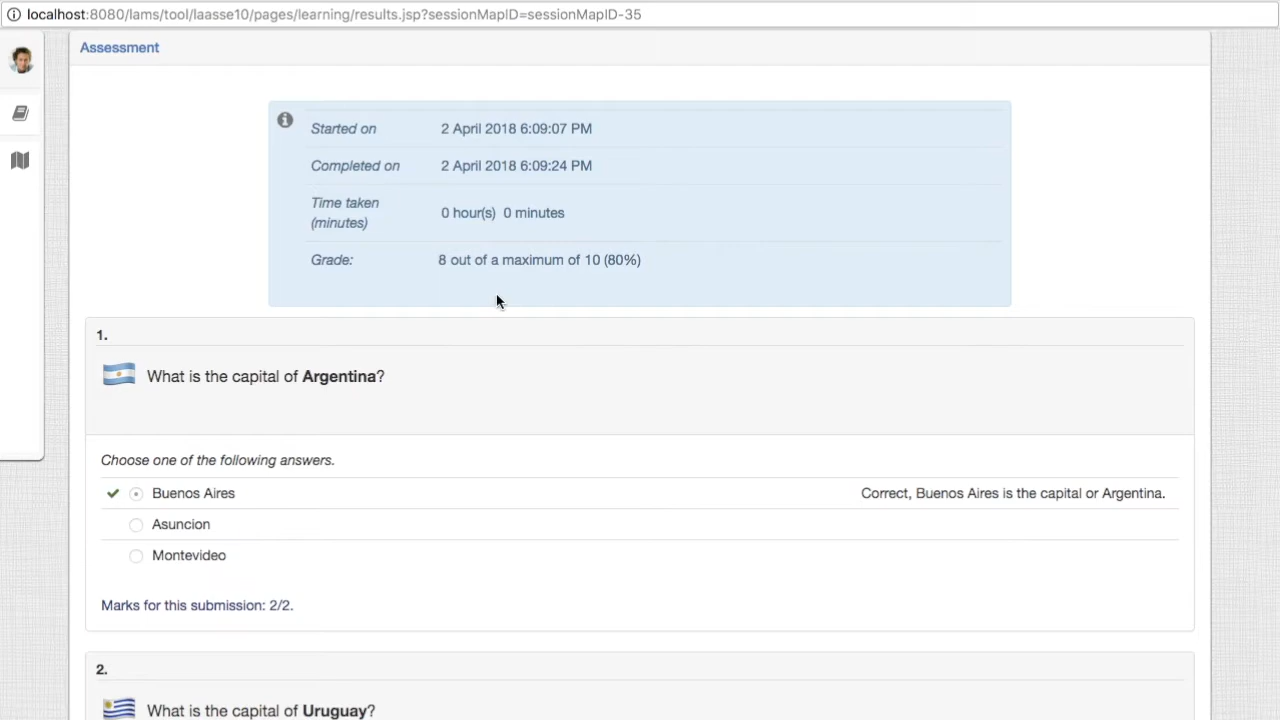 localhost:8080/lams/tool/laasse10/pages/learning/results.jsp?sessionMapID=sessionMapID-35
Assessment
Started on 2 April 2018 6:09:07 PM
Completed on 2 April 2018 6:09:24 PM
Time taken
(minutes) 0 hour(s) 0 minutes
Grade: 8 out of a maximum of 10 (80%)
1.
What is the capital of Argentina?
Choose one of the following answers.
Buenos Aires Correct, Buenos Aires is the capital or Argentina.
Asuncion
Montevideo
Marks for this submission: 2/2.
2.
What is the capital of Uruguay?